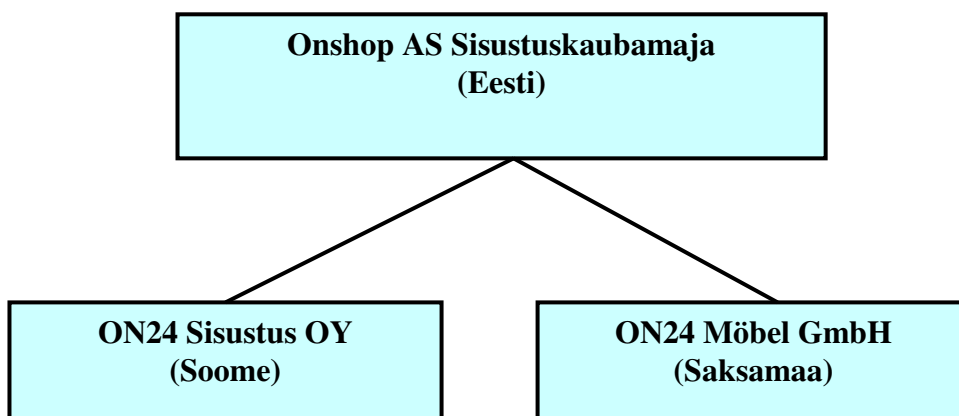 Onshop AS Sisustuskaubamaja
(Eesti)
ON24 Sisustus OY
(Soome)
ON24 Möbel GmbH
(Saksamaa)